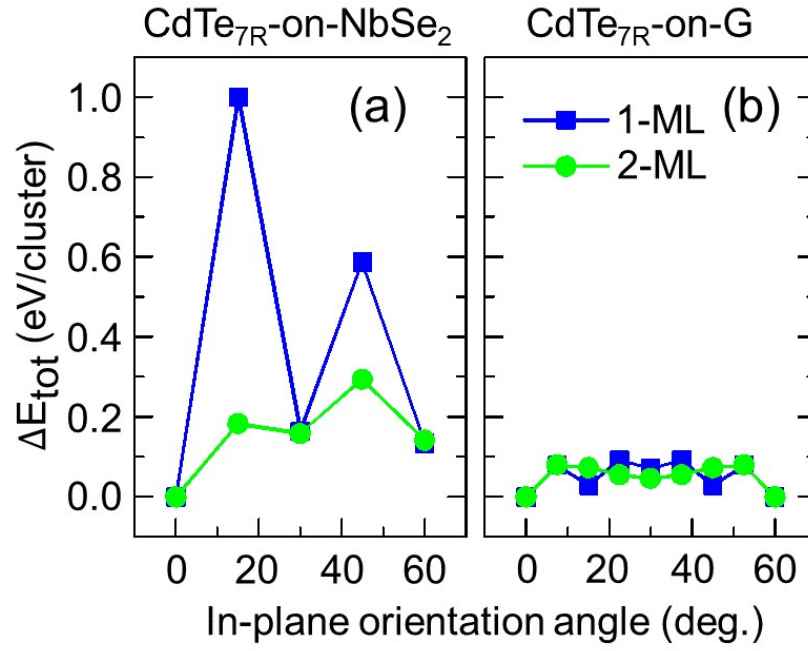 CdTe7R-on-NbSe2
CdTe7R-on-G
(a)
(b)
1-ML
2-ML
1.0
0.8
0.6
0.4
0.2
0.0
ΔEtot (eV/cluster)
0 20 40 60
0 20 40 60
In-plane orientation angle (deg.)